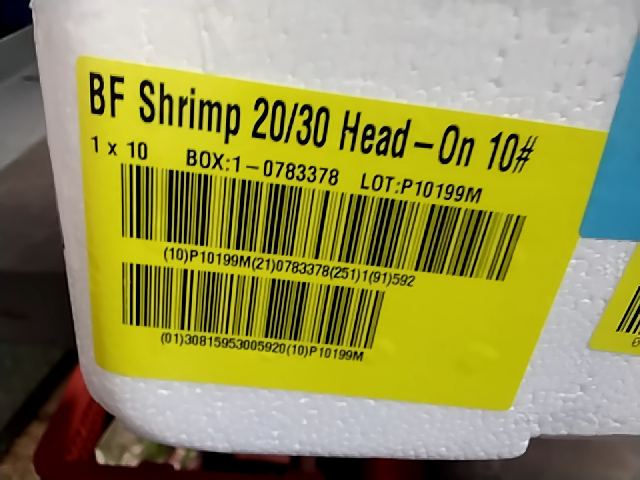 BF Shrimp 20/30 Head-On 10#
1 x 10 BOX:1-0783378 LOT:P10199M
(10)P10199M(21)0783378(251)1(91)592
(01)30815953005920(10)P10199M